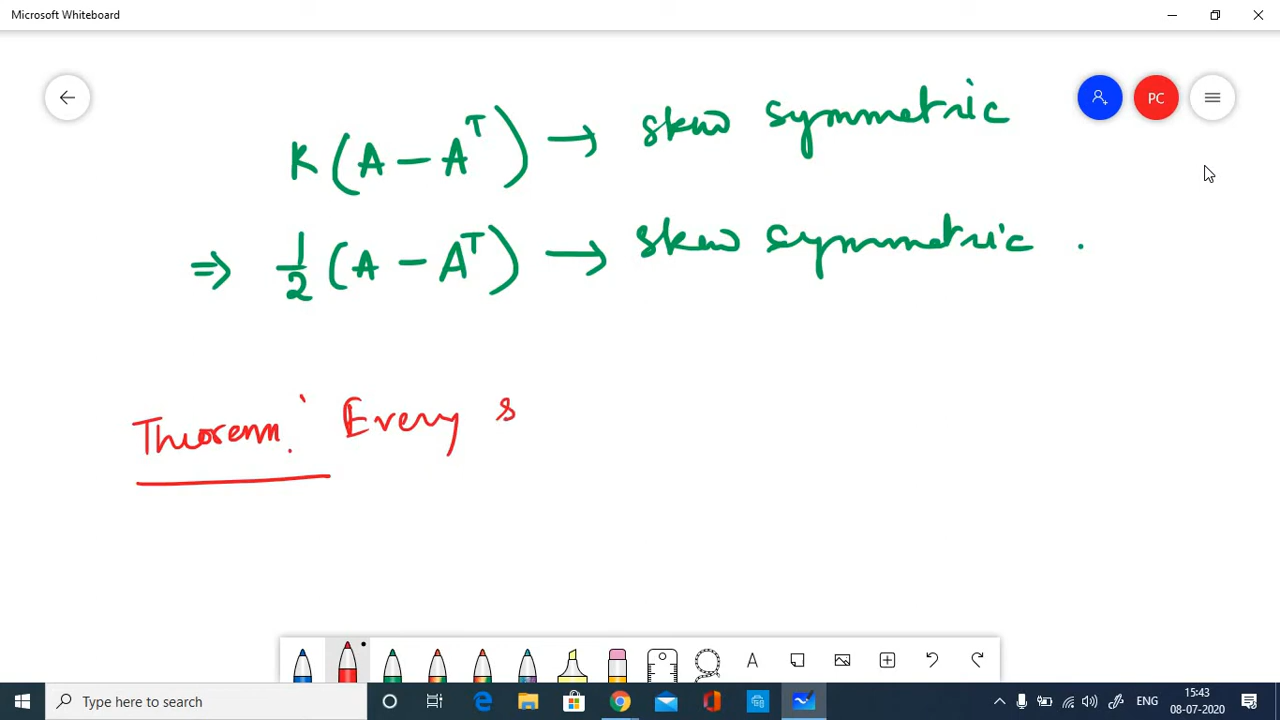 Microsoft Whiteboard
PC
K(A - Aᵀ) → skew symmetric
⇒ 1/2 (A - Aᵀ) → skew symmetric .
Theorem: Every s
A
Type here to search
ENG
15:43
08-07-2020